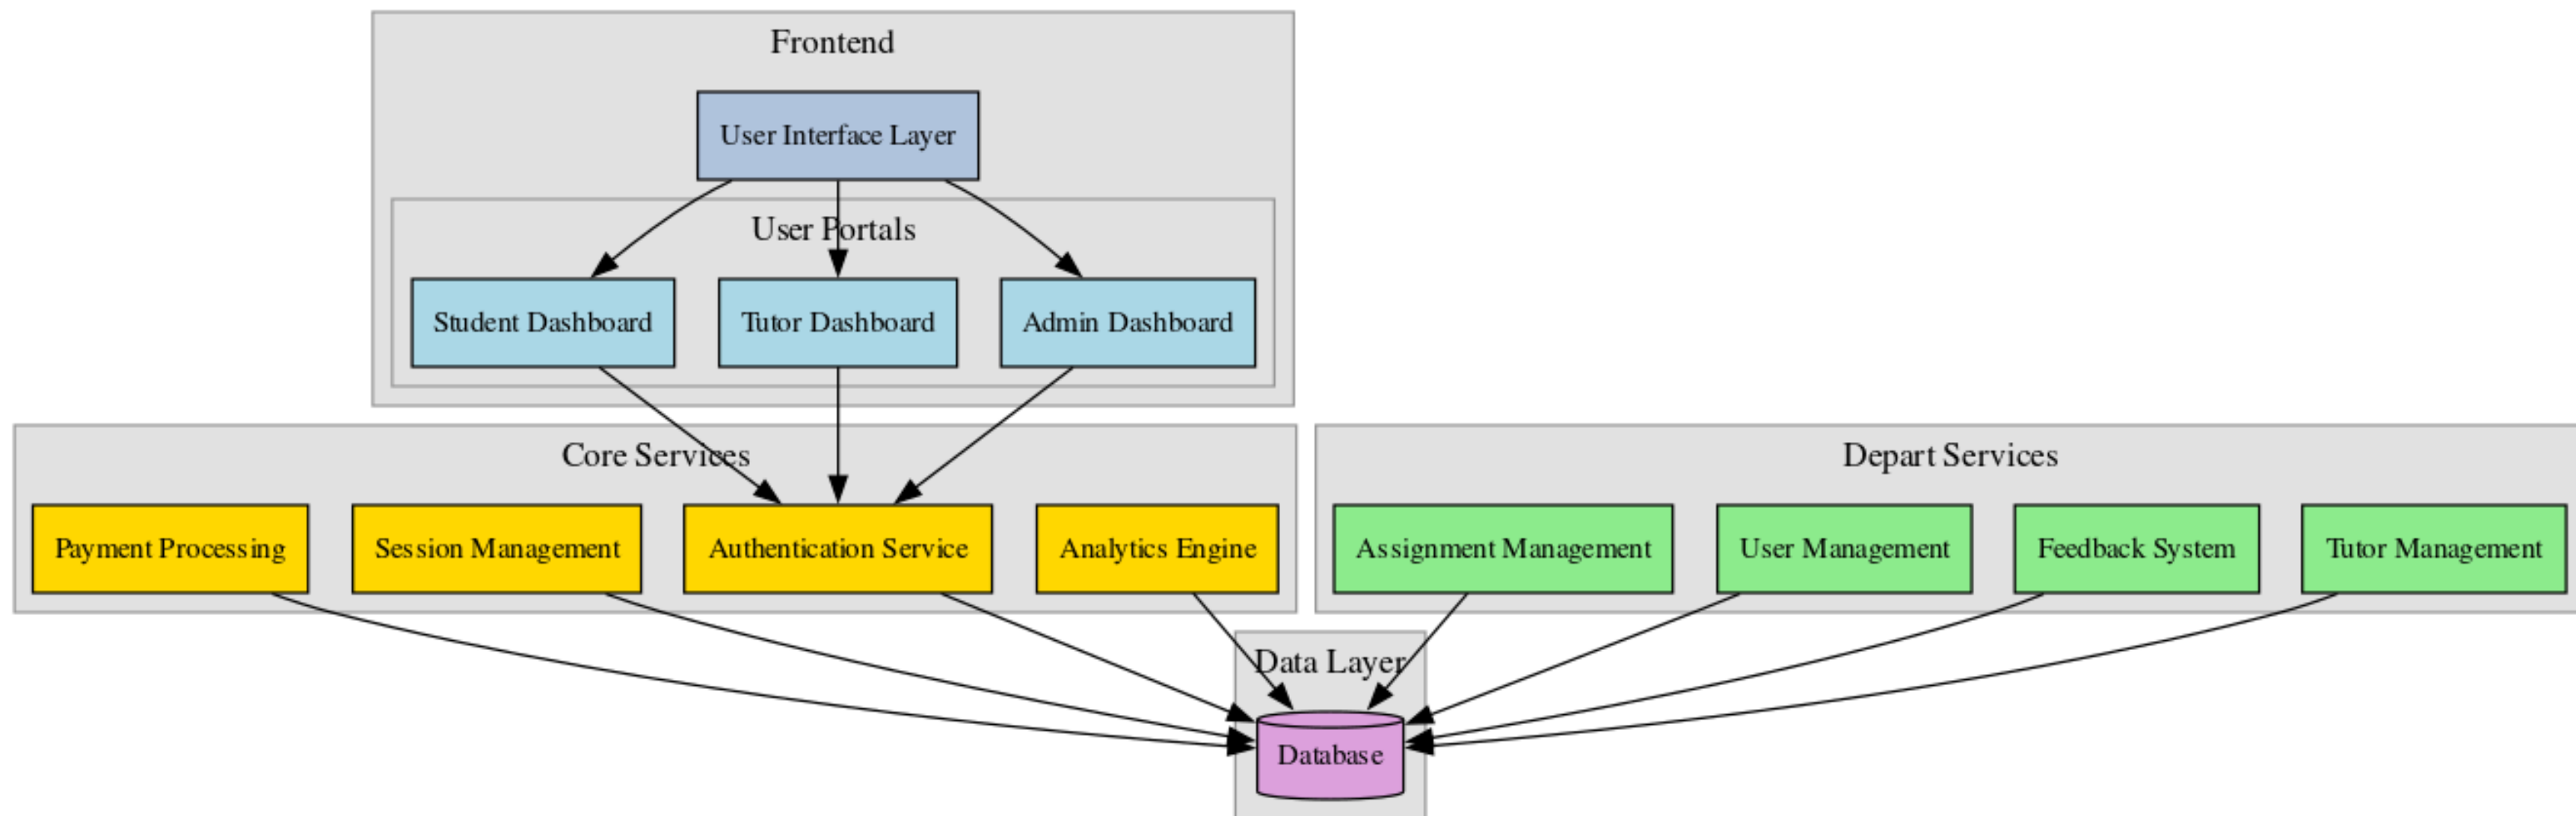 Frontend
User Interface Layer
User Portals
Student Dashboard
Tutor Dashboard
Admin Dashboard
Core Services
Depart Services
Payment Processing
Session Management
Authentication Service
Analytics Engine
Assignment Management
User Management
Feedback System
Tutor Management
Data Layer
Database